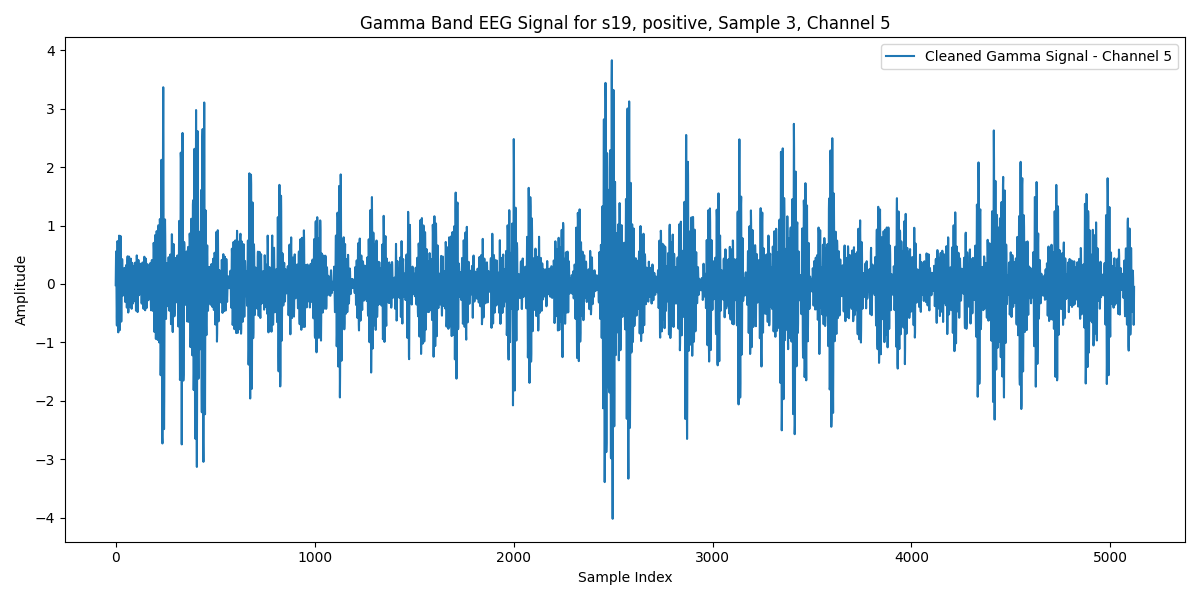 Gamma Band EEG Signal for s19, positive, Sample 3, Channel 5
Cleaned Gamma Signal - Channel 5
4
3
2
1
0
−1
−2
−3
−4
Amplitude
0 1000 2000 3000 4000 5000
Sample Index